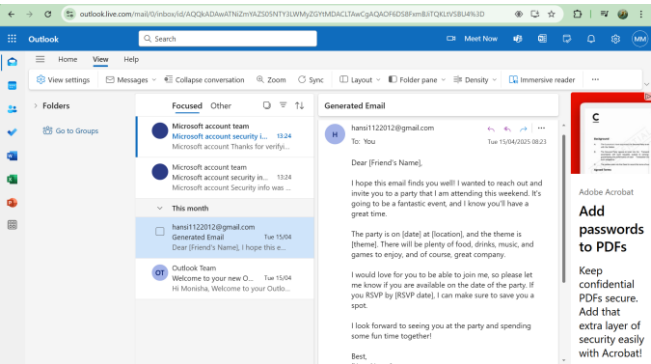 outlook.live.com/mail/0/inbox/id/AQQkADAwATNiZmYAZS05NTY3LWMyZGYtMDACLTAwCgAQAOF6DS8FxmBJtTQKLtVSBU4%3D
Outlook
Search
Meet Now
MM
Home View Help
View settings Messages Collapse conversation Zoom Sync Layout Folder pane Density Immersive reader
Folders
Go to Groups
Focused Other
Microsoft account team
Microsoft account security i... 13:24
Microsoft account Thanks for verifyi...
Microsoft account team
Microsoft account security in... 13:24
Microsoft account Security info was ...
This month
hansi1122012@gmail.com
Generated Email Tue 15/04
Dear [Friend's Name], I hope this e...
OT
Outlook Team
Welcome to your new O... Tue 15/04
Hi Monisha, Welcome to your Outlo...
Generated Email
H
hansi1122012@gmail.com
To: You
Tue 15/04/2025 08:23
Dear [Friend's Name],
I hope this email finds you well! I wanted to reach out and
invite you to a party that I am attending this weekend. It's
going to be a fantastic event, and I know you'll have a
great time.
The party is on [date] at [location], and the theme is
[theme]. There will be plenty of food, drinks, music, and
games to enjoy, and of course, great company.
I would love for you to be able to join me, so please let
me know if you are available on the date of the party. If
you RSVP by [RSVP date], I can make sure to save you a
spot.
I look forward to seeing you at the party and spending
some fun time together!
Best,
Adobe Acrobat
Add
passwords
to PDFs
Keep
confidential
PDFs secure.
Add that
extra layer of
security easily
with Acrobat!